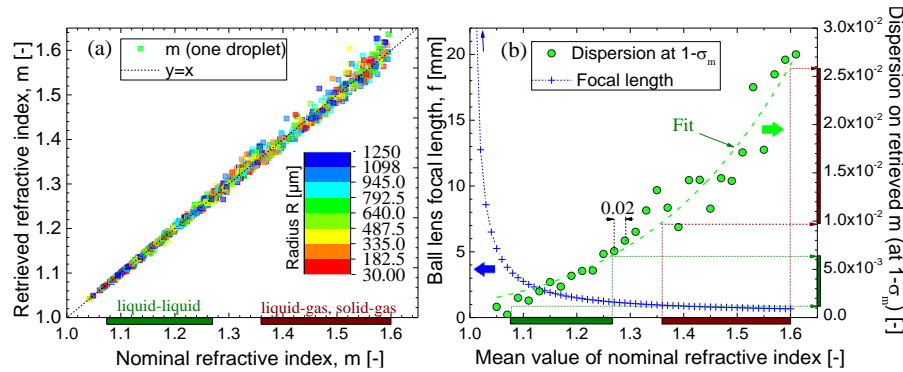 (a)
m (one droplet)
y=x
Retrieved refractive index, m [-]
1.6
1.5
1.4
1.3
1.2
1.1
1.0
Radius R [µm]
1250
1098
945.0
792.5
640.0
487.5
335.0
182.5
30.00
liquid-liquid
liquid-gas, solid-gas
1.0 1.1 1.2 1.3 1.4 1.5 1.6
Nominal refractive index, m [-]
(b)
Dispersion at 1-σm
Focal length
Fit
0.02
Ball lens focal length, f [mm]
20
15
10
5
0
3.0x10-2
2.5x10-2
2.0x10-2
1.5x10-2
1.0x10-2
5.0x10-3
0.0
Dispersion on retrieved m (at 1-σm) [-]
1.0 1.1 1.2 1.3 1.4 1.5 1.6
Mean value of nominal refractive index [-]